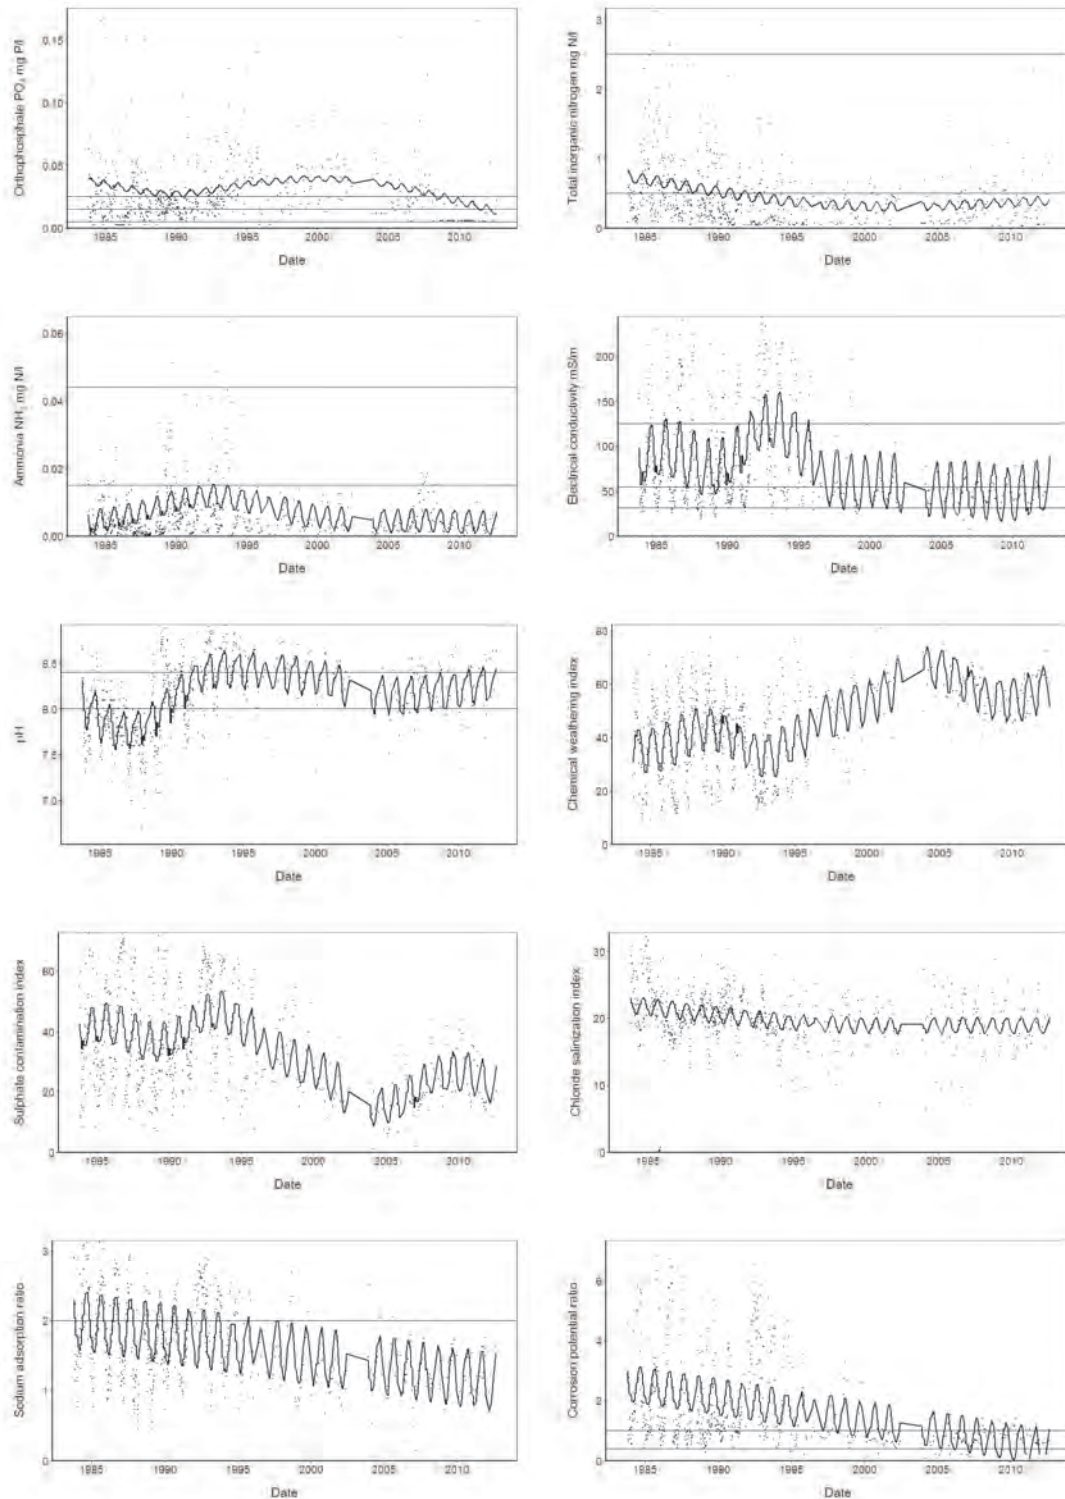 Orthophosphate PO₄ mg P/l
0.15
0.10
0.05
0.00
1985 1990 1995 2000 2005 2010
Date
Total inorganic nitrogen mg N/l
3
2
1
0
1985 1990 1995 2000 2005 2010
Date
Ammonia NH₃ mg N/l
0.06
0.04
0.02
0.00
1985 1990 1995 2000 2005 2010
Date
Electrical conductivity mS/m
200
150
100
50
0
1985 1990 1995 2000 2005 2010
Date
pH
8.5
8.0
7.5
7.0
1985 1990 1995 2000 2005 2010
Date
Chemical weathering index
80
60
40
20
0
1985 1990 1995 2000 2005 2010
Date
Sulphate contamination index
60
40
20
0
1985 1990 1995 2000 2005 2010
Date
Chloride salinization index
30
20
10
0
1985 1990 1995 2000 2005 2010
Date
Sodium adsorption ratio
3
2
1
0
1985 1990 1995 2000 2005 2010
Date
Corrosion potential ratio
6
4
2
0
1985 1990 1995 2000 2005 2010
Date